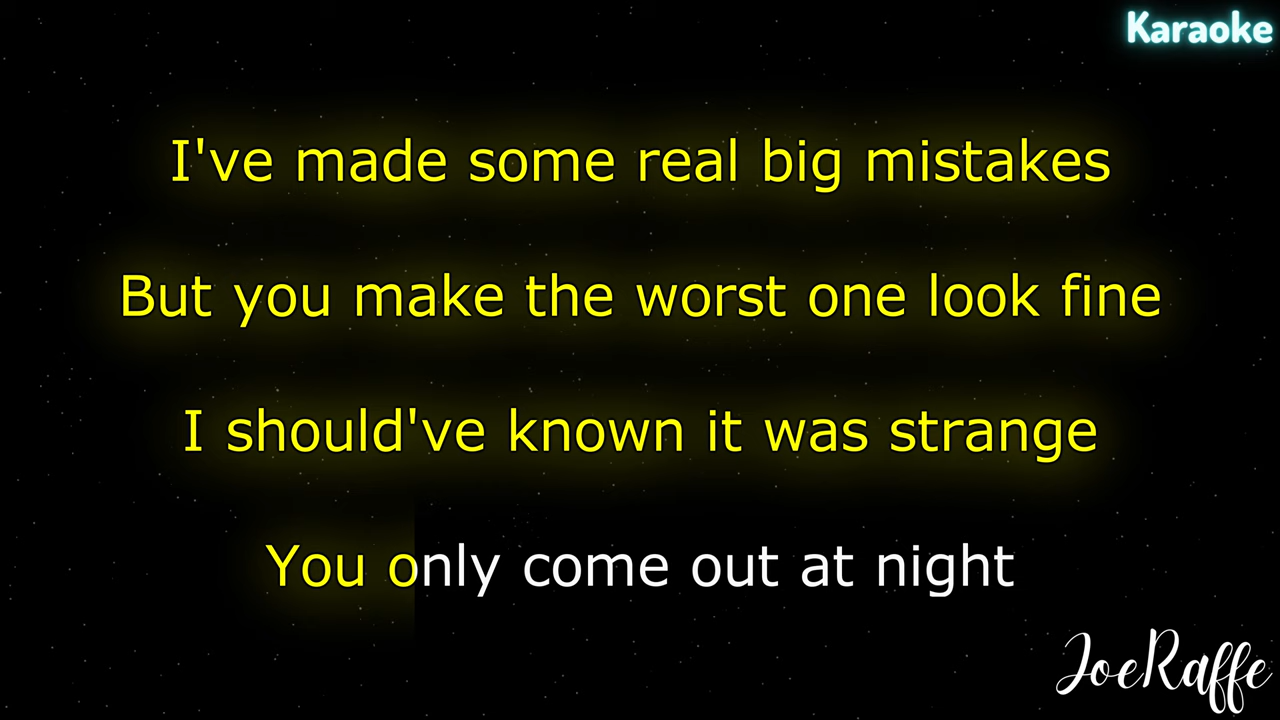 Karaoke
I've made some real big mistakes
But you make the worst one look fine
I should've known it was strange
You only come out at night
JoeRaffe